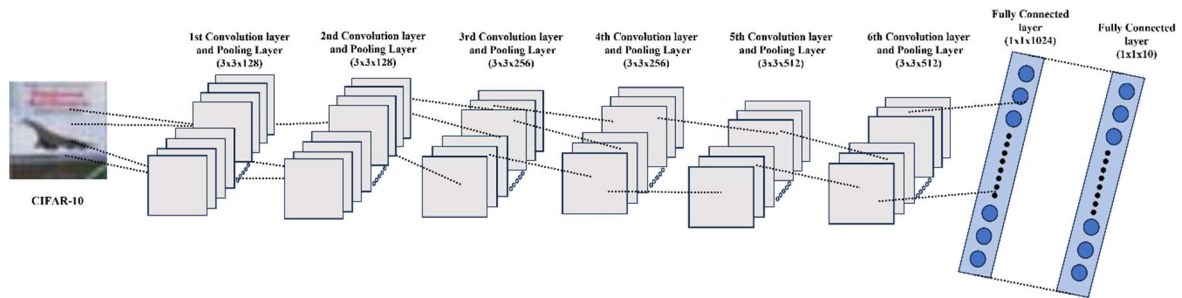 1st Convolution layer
and Pooling Layer
(3x3x128)
2nd Convolution layer
and Pooling Layer
(3x3x128)
3rd Convolution layer
and Pooling Layer
(3x3x256)
4th Convolution layer
and Pooling Layer
(3x3x256)
5th Convolution layer
and Pooling Layer
(3x3x512)
6th Convolution layer
and Pooling Layer
(3x3x512)
Fully Connected
layer
(1x1x1024)
Fully Connected
layer
(1x1x10)
CIFAR-10